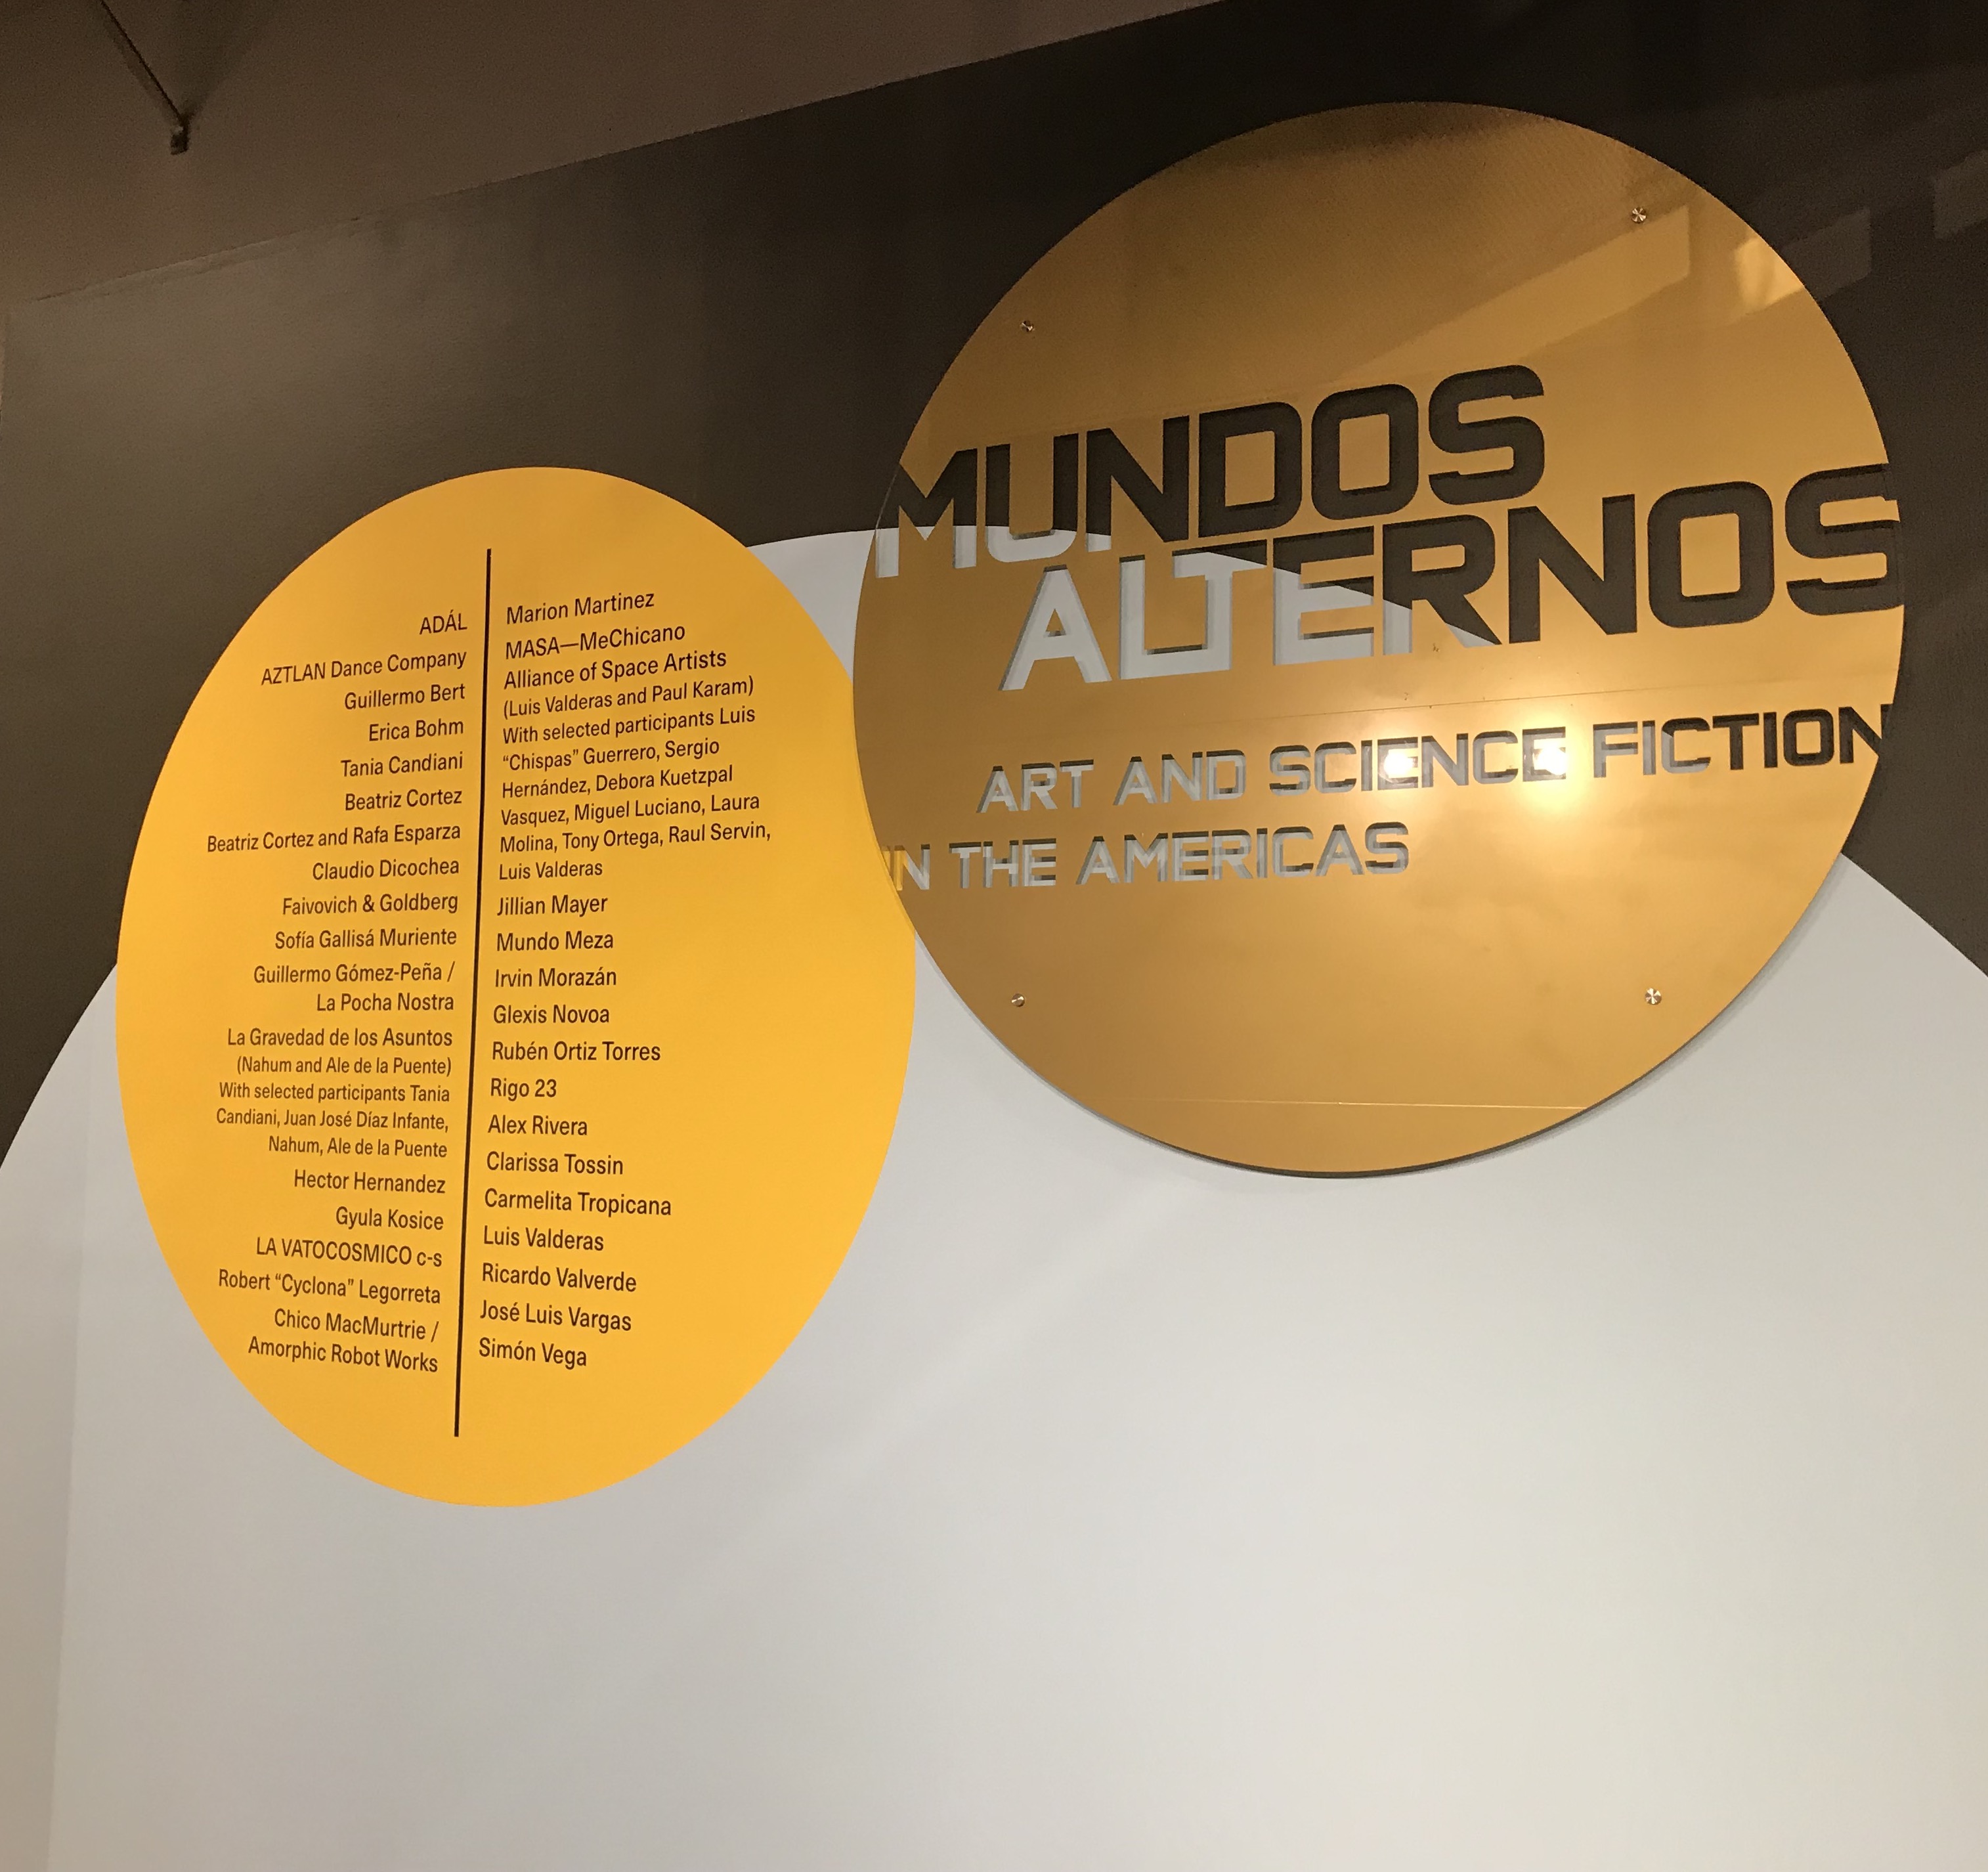 ADÁL
AZTLAN Dance Company
Guillermo Bert
Erica Bohm
Tania Candiani
Beatriz Cortez
Beatriz Cortez and Rafa Esparza
Claudio Dicochea
Faivovich & Goldberg
Sofía Gallisá Muriente
Guillermo Gómez-Peña /
La Pocha Nostra
La Gravedad de los Asuntos
(Nahum and Ale de la Puente)
With selected participants Tania
Candiani, Juan José Díaz Infante,
Nahum, Ale de la Puente
Hector Hernandez
Gyula Kosice
LA VATOCOSMICO c-s
Robert “Cyclona” Legorreta
Chico MacMurtrie /
Amorphic Robot Works
Marion Martinez
MASA—MeChicano
Alliance of Space Artists
(Luis Valderas and Paul Karam)
With selected participants Luis
“Chispas” Guerrero, Sergio
Hernández, Debora Kuetzpal
Vasquez, Miguel Luciano, Laura
Molina, Tony Ortega, Raul Servin,
Luis Valderas
Jillian Mayer
Mundo Meza
Irvin Morazán
Glexis Novoa
Rubén Ortiz Torres
Rigo 23
Alex Rivera
Clarissa Tossin
Carmelita Tropicana
Luis Valderas
Ricardo Valverde
José Luis Vargas
Simón Vega
MUNDOS
ALTERNOS
ART AND SCIENCE FICTION
IN THE AMERICAS